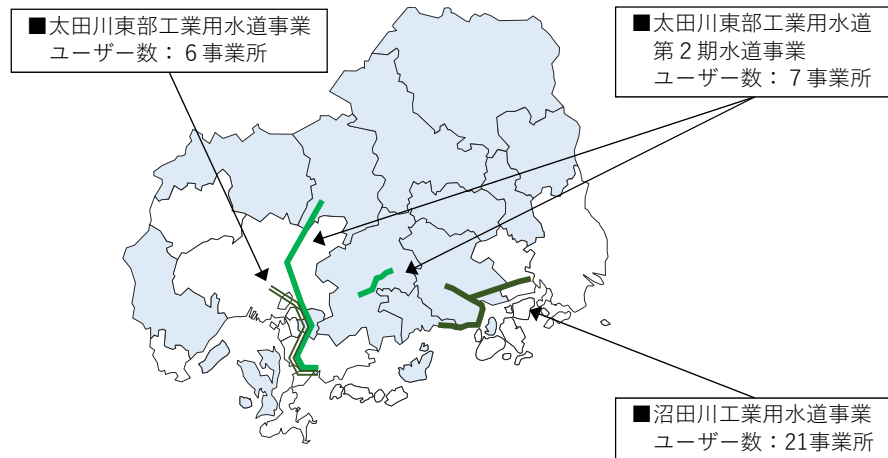 ■太田川東部工業用水道事業
ユーザー数：６事業所
■太田川東部工業用水道
第２期水道事業
ユーザー数：７事業所
■沼田川工業用水道事業
ユーザー数：21事業所